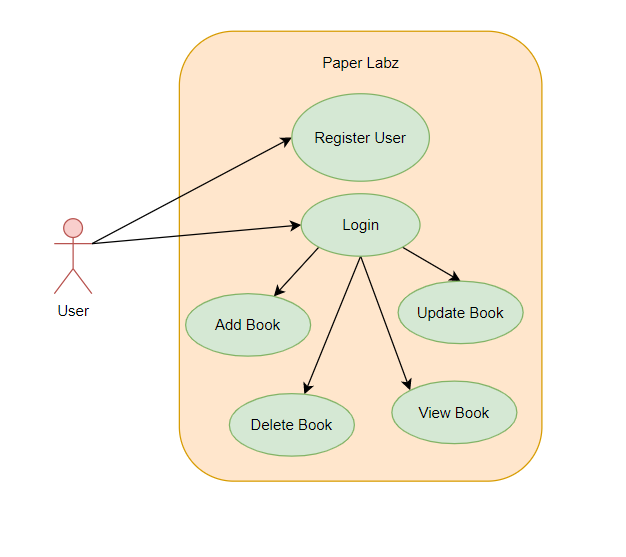 Paper Labz
Register User
Login
User
Add Book
Update Book
Delete Book
View Book